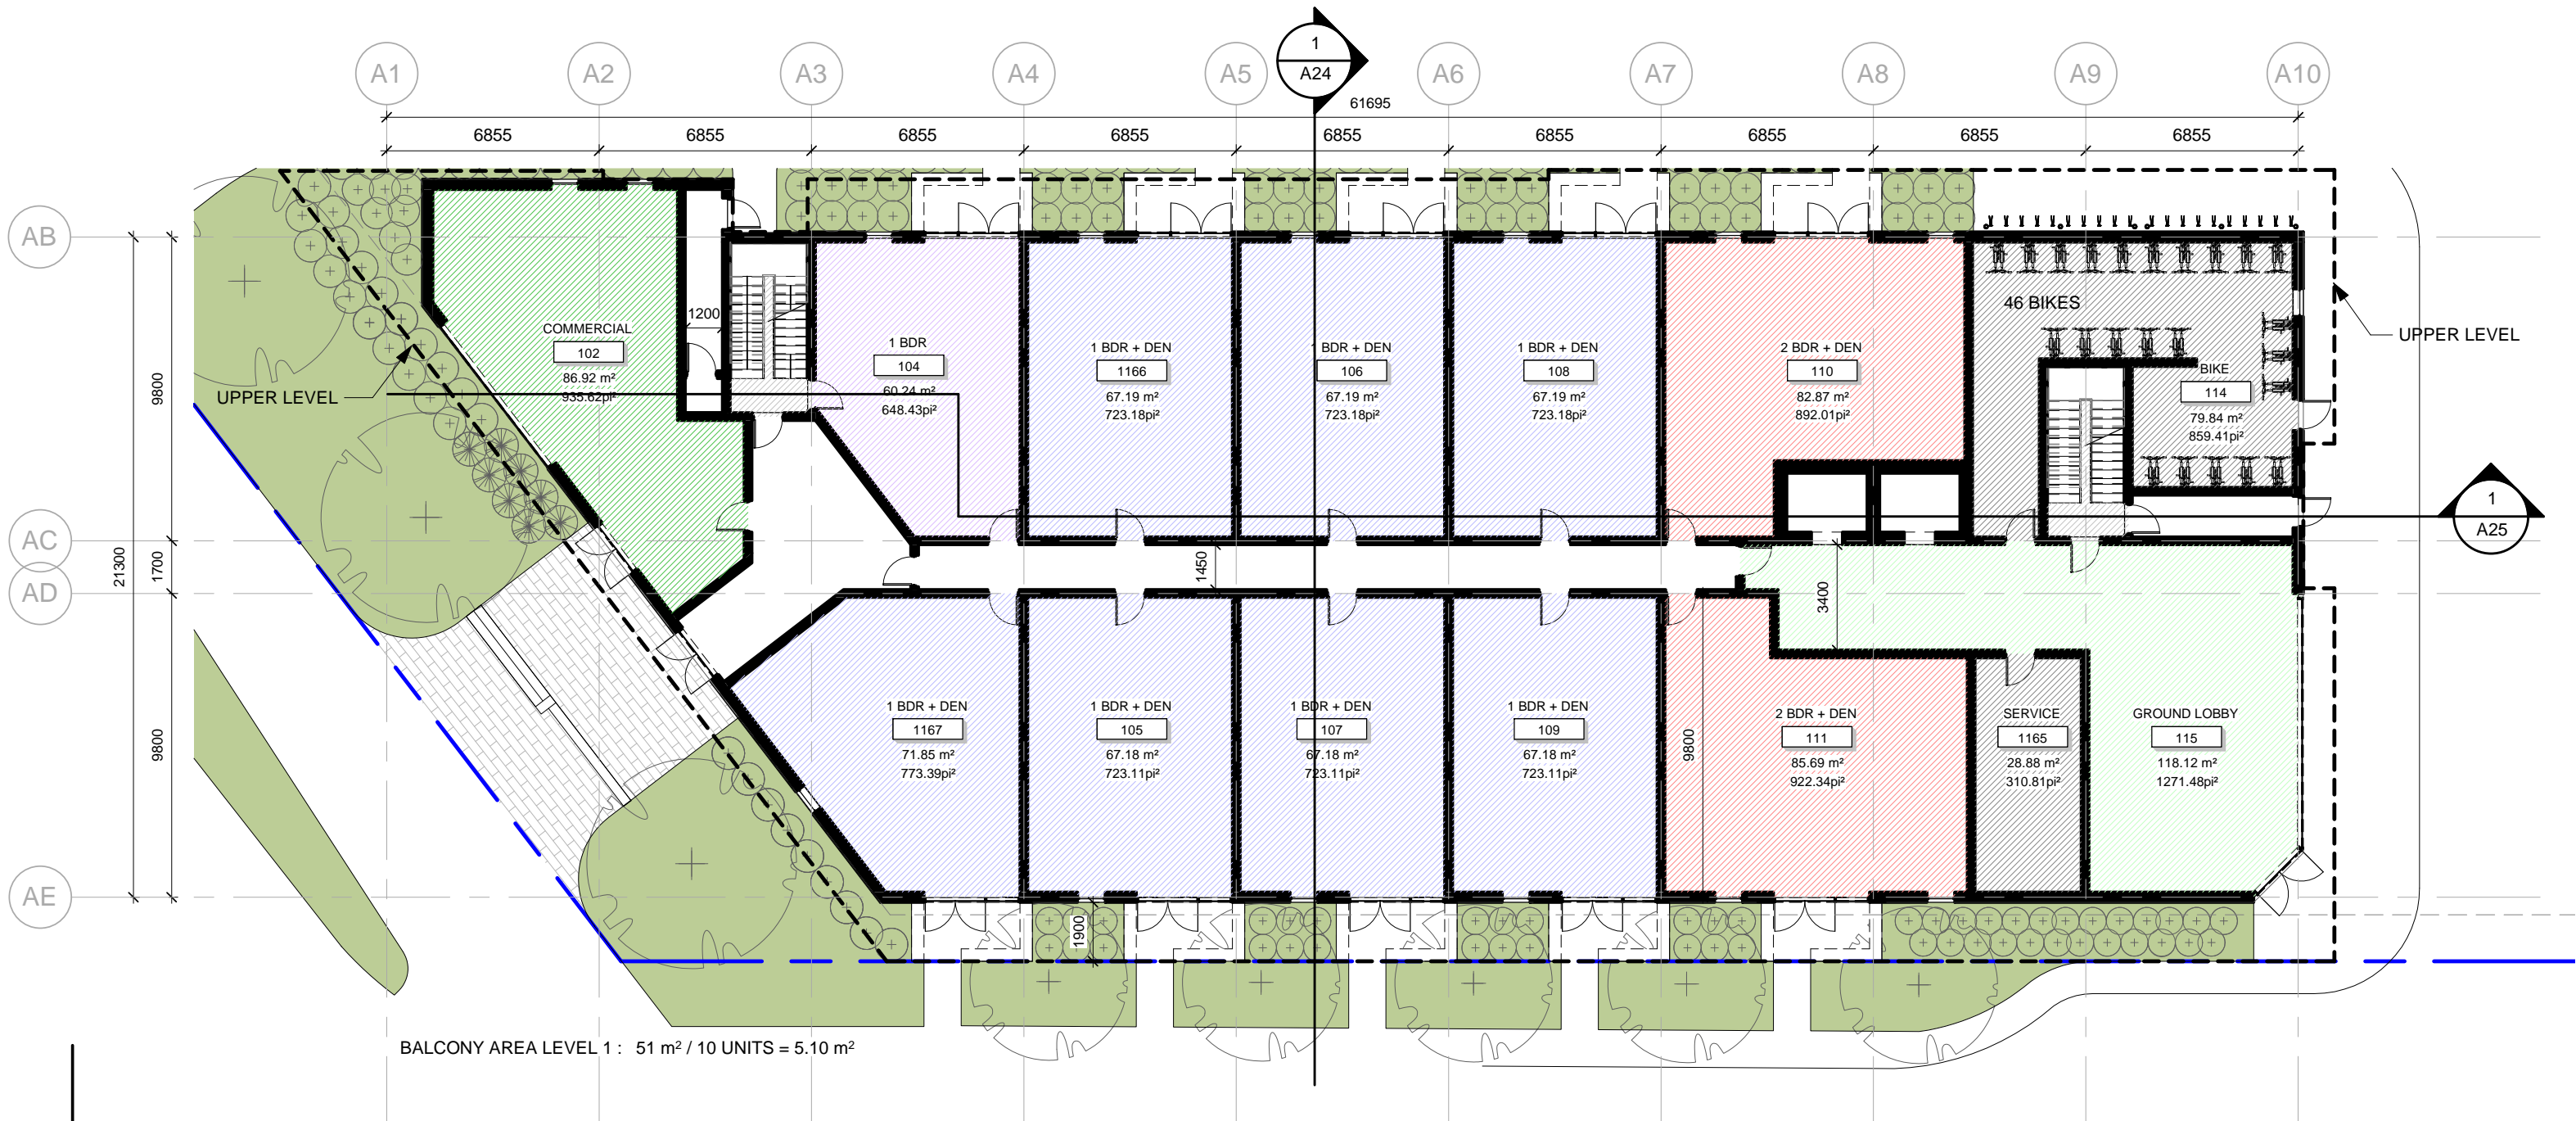 1
A24
A1
A2
A3
A4
A5
A6
A7
A8
A9
A10
61695
6855
6855
6855
6855
6855
6855
6855
6855
6855
AB
AC
AD
AE
21300
9800
1700
9800
UPPER LEVEL
UPPER LEVEL
COMMERCIAL
102
86.92 m²
935.62pi²
1200
1 BDR
104
60.24 m²
648.43pi²
1 BDR + DEN
1166
67.19 m²
723.18pi²
1 BDR + DEN
106
67.19 m²
723.18pi²
1 BDR + DEN
108
67.19 m²
723.18pi²
2 BDR + DEN
110
82.87 m²
892.01pi²
46 BIKES
BIKE
114
79.84 m²
859.41pi²
1
A25
1450
3400
1 BDR + DEN
1167
71.85 m²
773.39pi²
1 BDR + DEN
105
67.18 m²
723.11pi²
1 BDR + DEN
107
67.18 m²
723.11pi²
1 BDR + DEN
109
67.18 m²
723.11pi²
9800
2 BDR + DEN
111
85.69 m²
922.34pi²
SERVICE
1165
28.88 m²
310.81pi²
GROUND LOBBY
115
118.12 m²
1271.48pi²
1900
BALCONY AREA LEVEL 1 : 51 m² / 10 UNITS = 5.10 m²